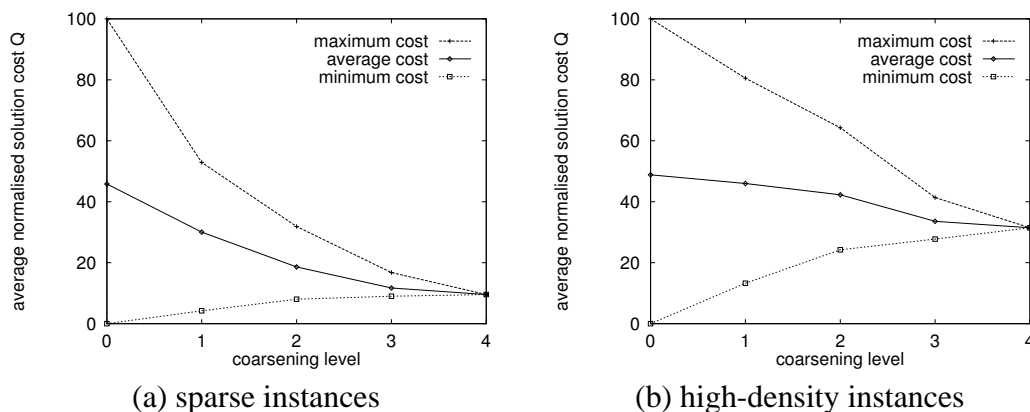 average normalised solution cost Q
100
80
60
40
20
0
maximum cost
average cost
minimum cost
0 1 2 3 4
coarsening level
(a) sparse instances
average normalised solution cost Q
100
80
60
40
20
0
maximum cost
average cost
minimum cost
0 1 2 3 4
coarsening level
(b) high-density instances